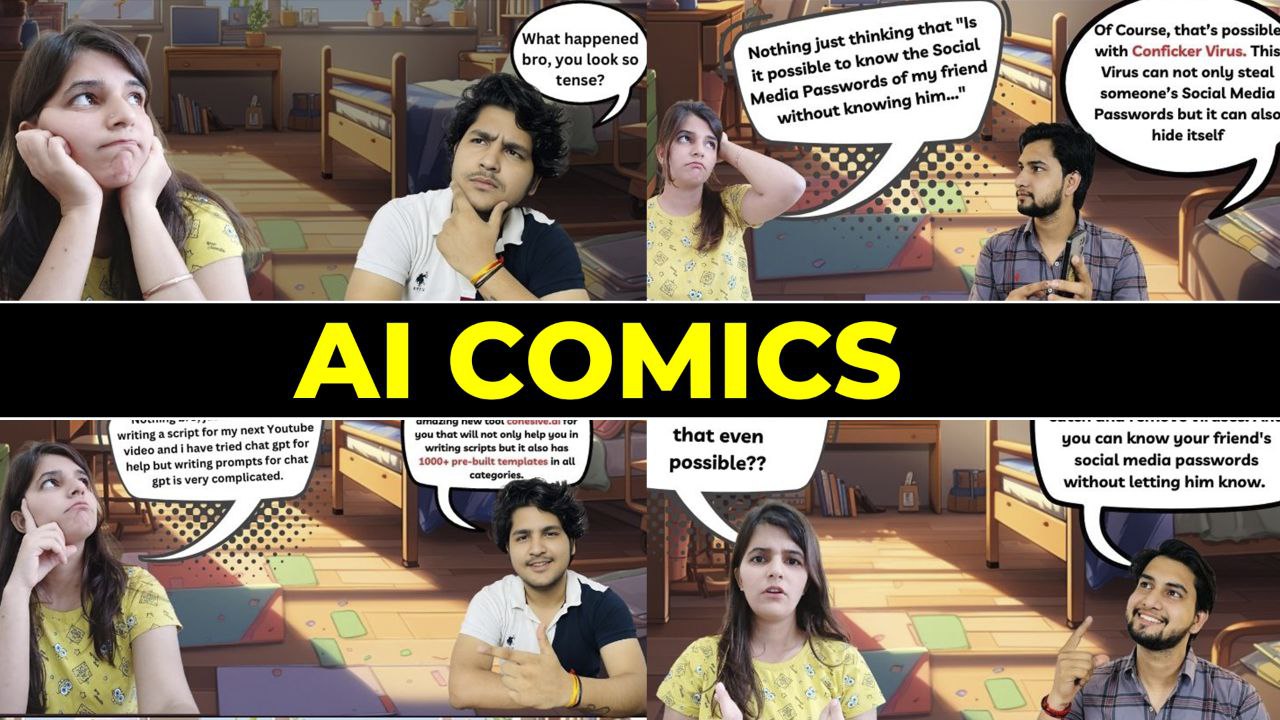 What happened
bro, you look so
tense?
Nothing just thinking that "Is
it possible to know the Social
Media Passwords of my friend
without knowing him..."
Of Course, that's possible
with Conficker Virus. This
Virus can not only steal
someone's Social Media
Passwords but it can also
hide itself
AI COMICS
writing a script for my next Youtube
video and i have tried chat gpt for
help but writing prompts for chat
gpt is very complicated.
amazing new tool cohesive.ai for
you that will not only help you in
writing scripts but it also has
1000+ pre-built templates in all
categories.
that even
possible??
you can know your friend's
social media passwords
without letting him know.